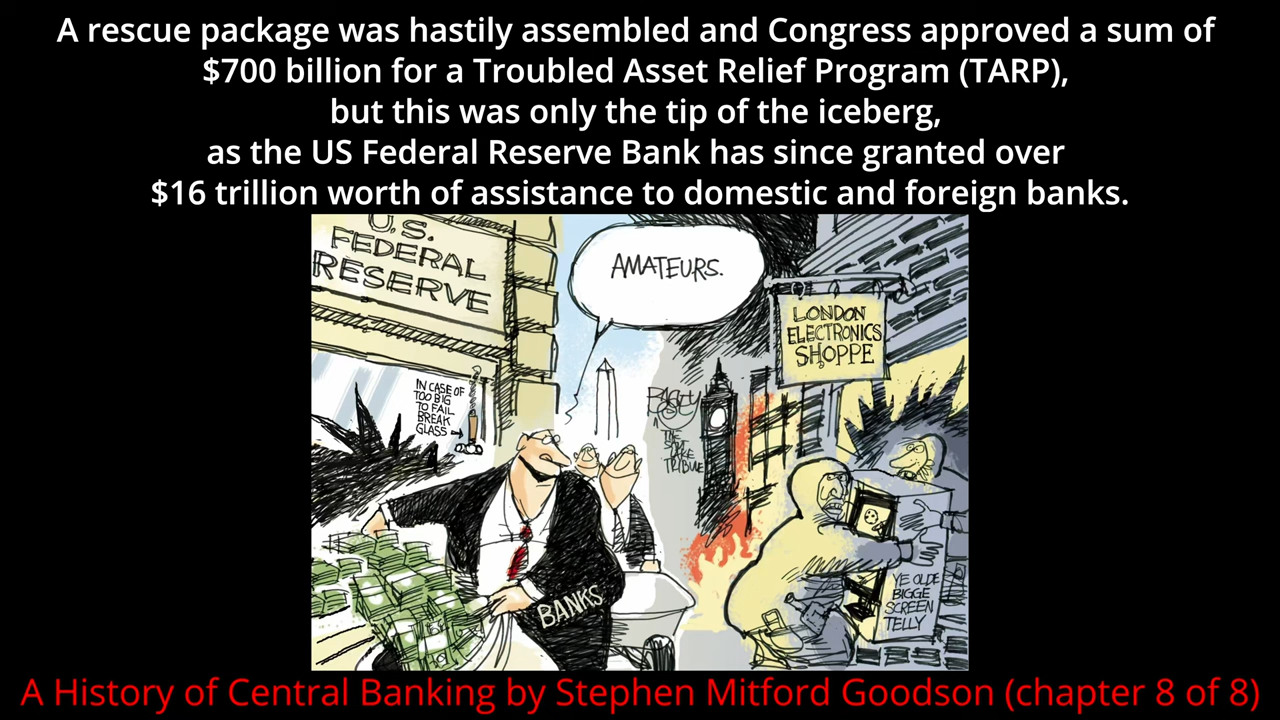 A rescue package was hastily assembled and Congress approved a sum of
$700 billion for a Troubled Asset Relief Program (TARP),
but this was only the tip of the iceberg,
as the US Federal Reserve Bank has since granted over
$16 trillion worth of assistance to domestic and foreign banks.
U.S.
FEDERAL
RESERVE
AMATEURS.
LONDON
ELECTRONICS
SHOPPE
IN CASE OF
TOO BIG
TO FAIL
BREAK
GLASS
THE
TRIBUNE
BANKS
YE OLDE
BIGGE
SCREEN
TELLY
A History of Central Banking by Stephen Mitford Goodson (chapter 8 of 8)